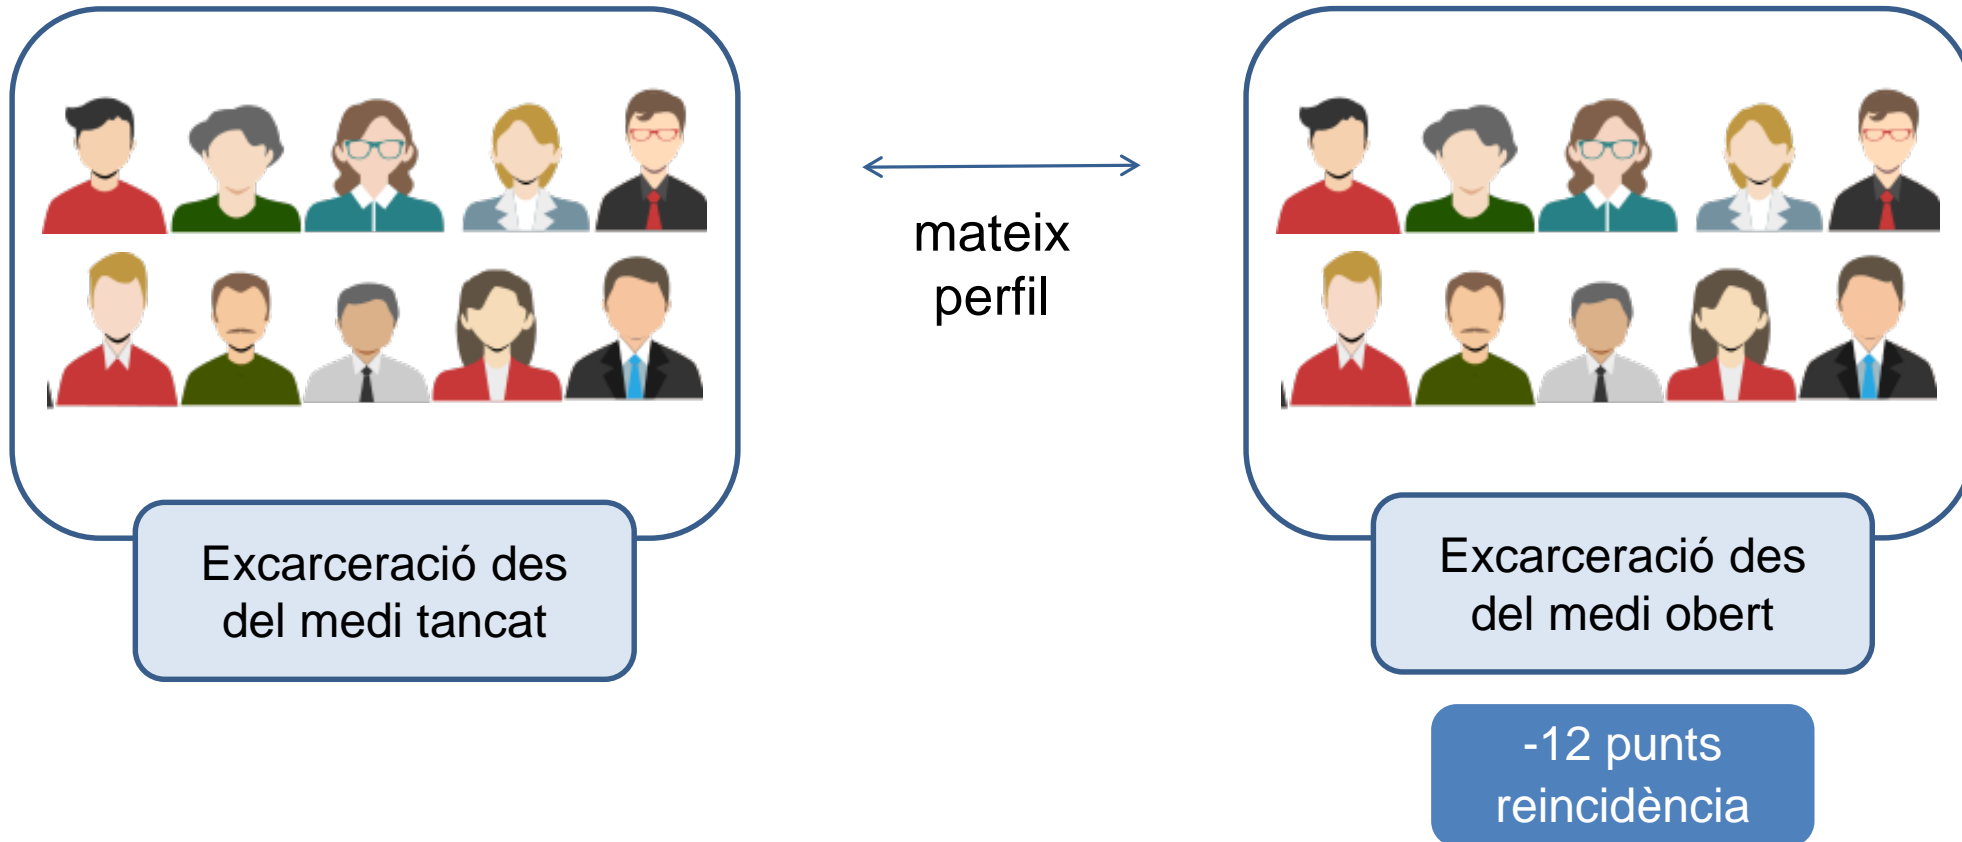 mateix
perfil
Excarceració des
del medi tancat
Excarceració des
del medi obert
-12 punts
reincidència